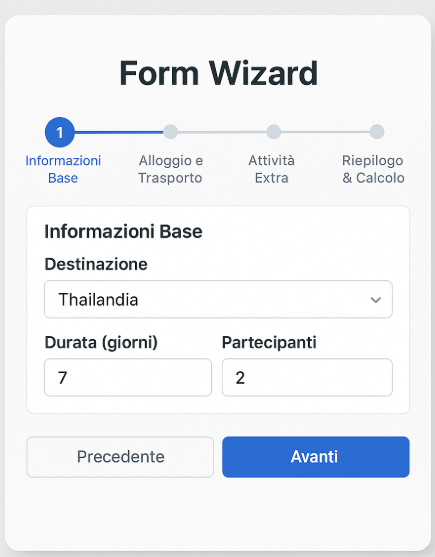 Form Wizard
1
Informazioni
Base
Alloggio e
Trasporto
Attività
Extra
Riepilogo
& Calcolo
Informazioni Base
Destinazione
Thailandia
Durata (giorni)
Partecipanti
7
2
Precedente
Avanti